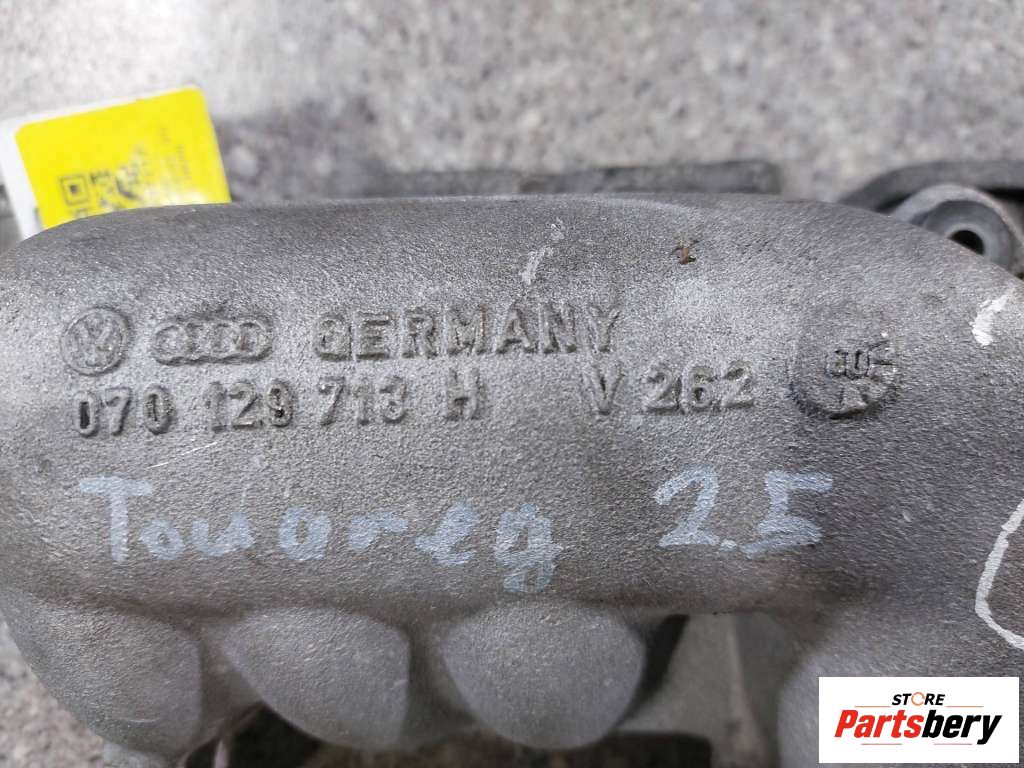 GERMANY
070 129 713 H V 262
Touareg 2.5
STORE
Partsbery